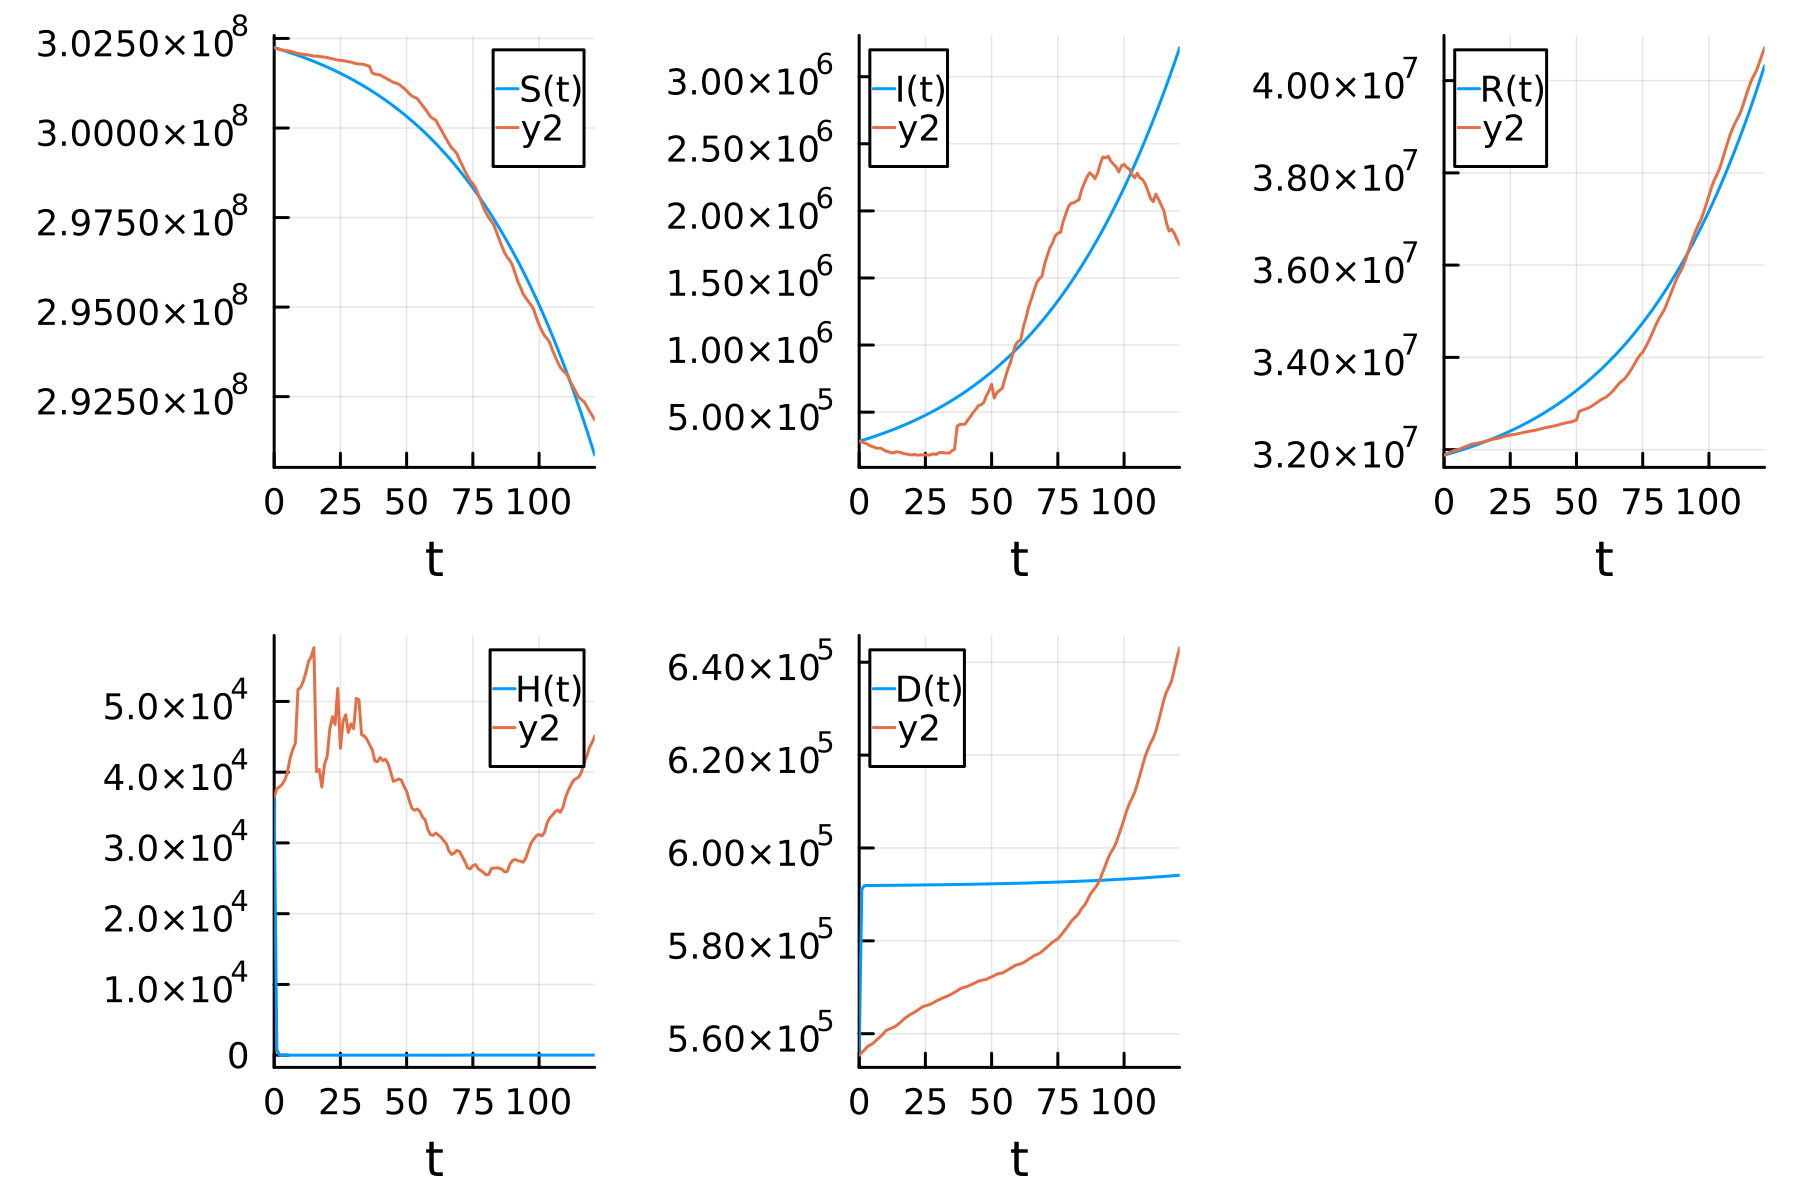 3.0250×10^8
3.0000×10^8
2.9750×10^8
2.9500×10^8
2.9250×10^8
S(t)
y2
0 25 50 75 100
t
3.00×10^6
2.50×10^6
2.00×10^6
1.50×10^6
1.00×10^6
5.00×10^5
I(t)
y2
0 25 50 75 100
t
4.00×10^7
3.80×10^7
3.60×10^7
3.40×10^7
3.20×10^7
R(t)
y2
0 25 50 75 100
t
5.0×10^4
4.0×10^4
3.0×10^4
2.0×10^4
1.0×10^4
0
H(t)
y2
0 25 50 75 100
t
6.40×10^5
6.20×10^5
6.00×10^5
5.80×10^5
5.60×10^5
D(t)
y2
0 25 50 75 100
t